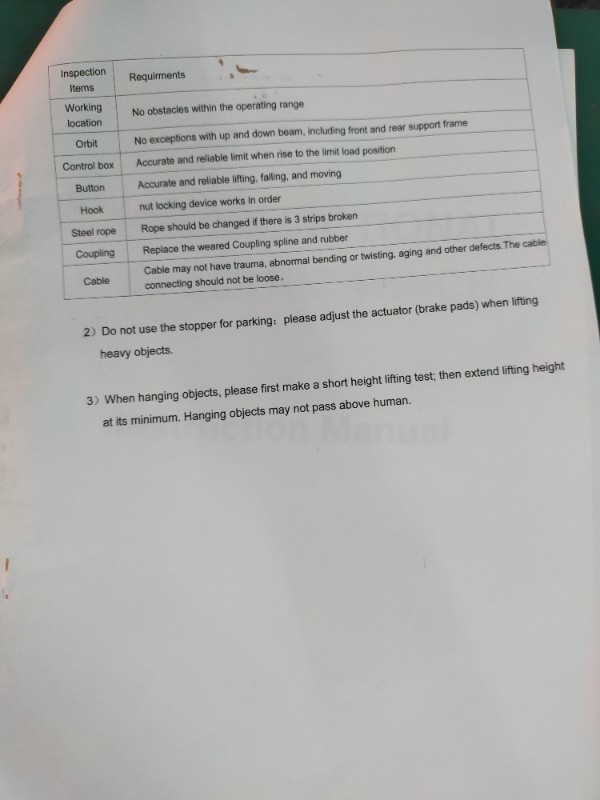 Inspection
Items
Requirments
Working
location
No obstacles within the operating range
Orbit
No exceptions with up and down beam, including front and rear support frame
Control box
Accurate and reliable limit when rise to the limit load position
Button
Accurate and reliable lifting, falling, and moving
Hook
nut locking device works in order
Steel rope
Rope should be changed if there is 3 strips broken
Coupling
Replace the weared Coupling spline and rubber
Cable
Cable may not have trauma, abnormal bending or twisting, aging and other defects.The cable
connecting should not be loose.
2）Do not use the stopper for parking；please adjust the actuator (brake pads) when lifting
heavy objects.
3）When hanging objects, please first make a short height lifting test; then extend lifting height
at its minimum. Hanging objects may not pass above human.
Instruction Manual